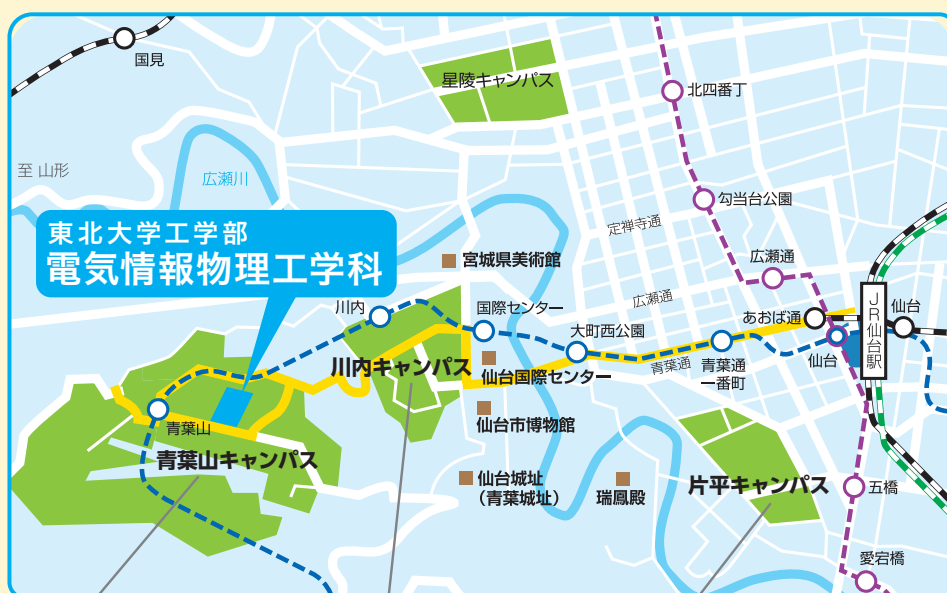 国見
星陵キャンパス
北四番丁
至 山形
広瀬川
勾当台公園
東北大学工学部
電気情報物理工学科
定禅寺通
宮城県美術館
広瀬通
広瀬通
川内
国際センター
あおば通
JR仙台駅
仙台
大町西公園
川内キャンパス
仙台国際センター
青葉通
青葉通
一番町
仙台
仙台市博物館
青葉山
青葉山キャンパス
仙台城址
（青葉城址）
瑞鳳殿
片平キャンパス
五橋
愛宕橋